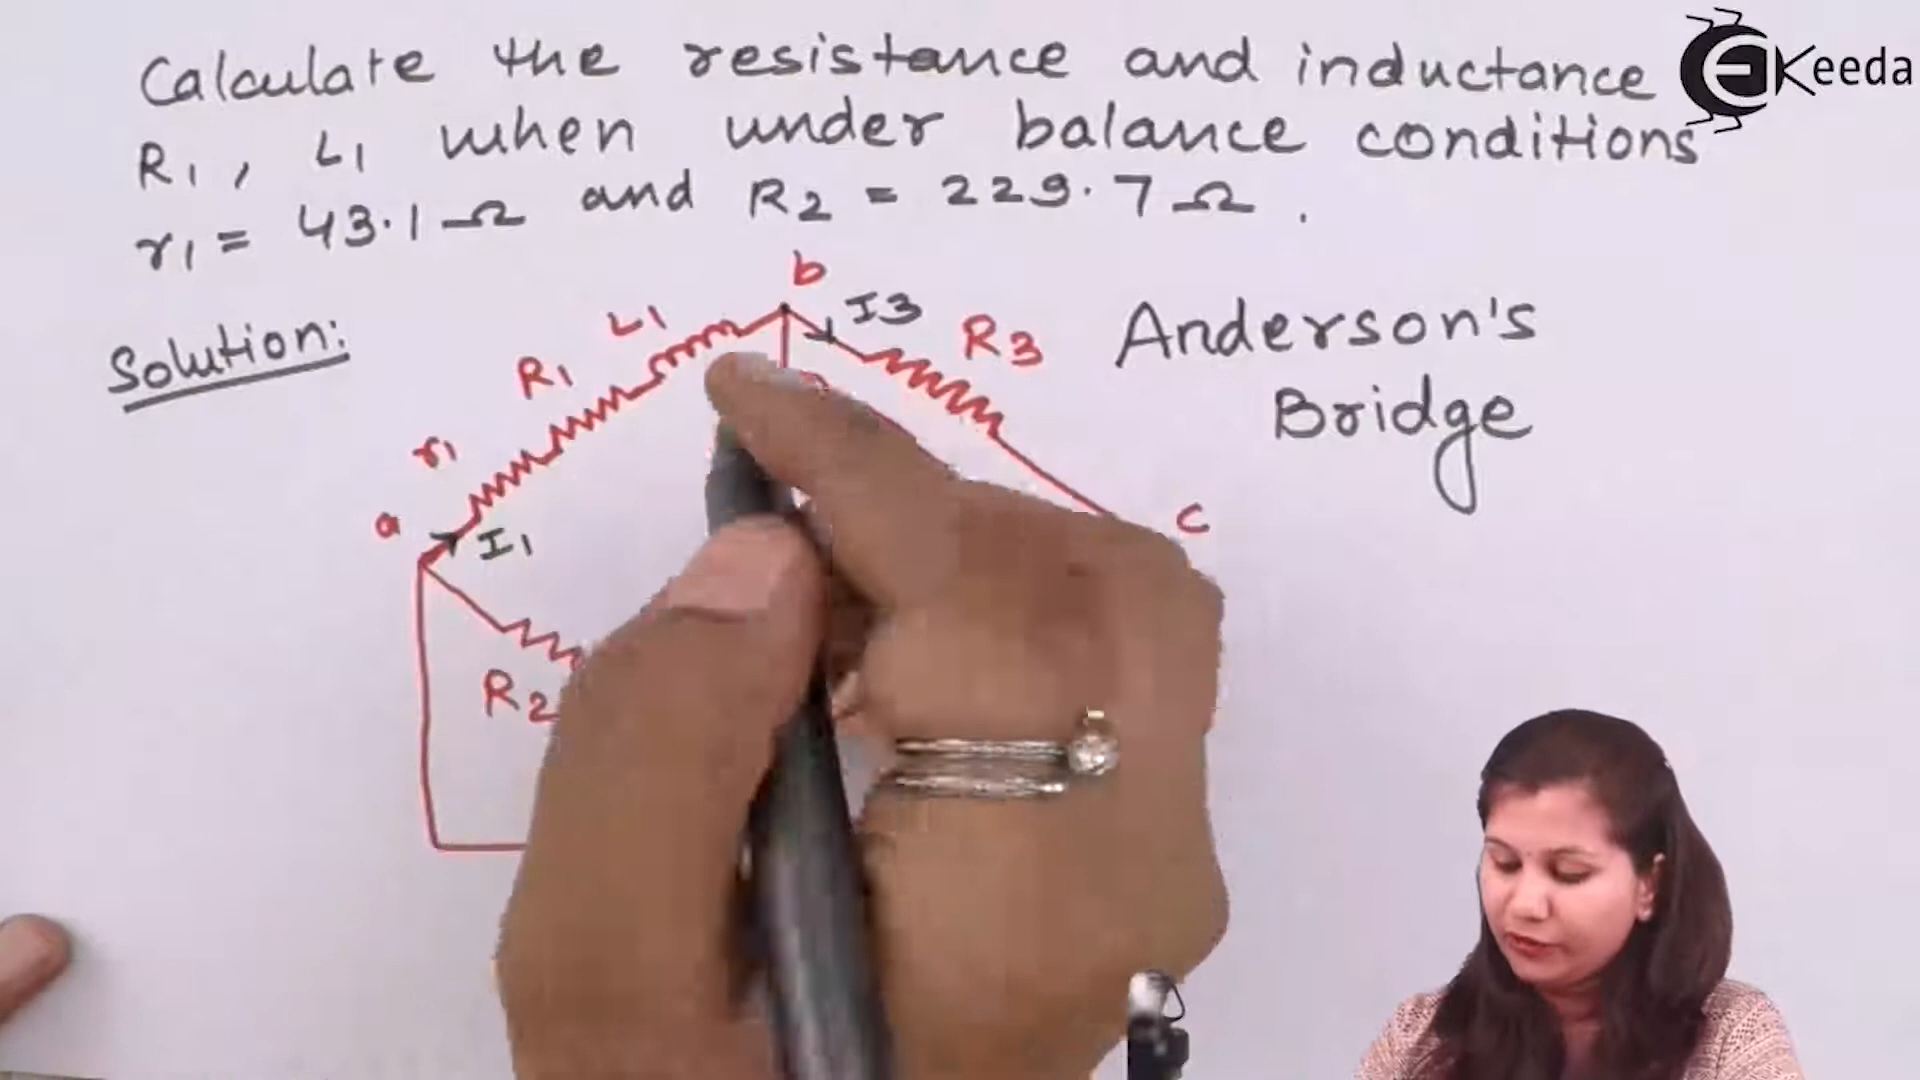 Calculate the resistance and inductance
R1, L1 when under balance conditions
r1 = 43.1 Ω and R2 = 229.7 Ω.
EKeeda
Solution:
Anderson's
Bridge
b
L1
I3
R3
R1
r1
a
I1
c
R2